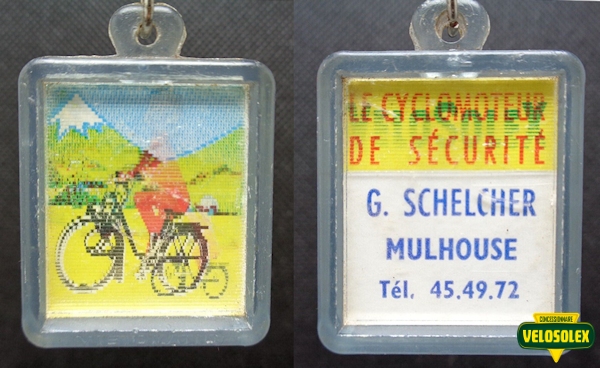 LE CYCLOMOTEUR
DE SÉCURITÉ
G. SCHELCHER
MULHOUSE
Tél. 45.49.72
CONCESSIONNAIRE
VELOSOLEX